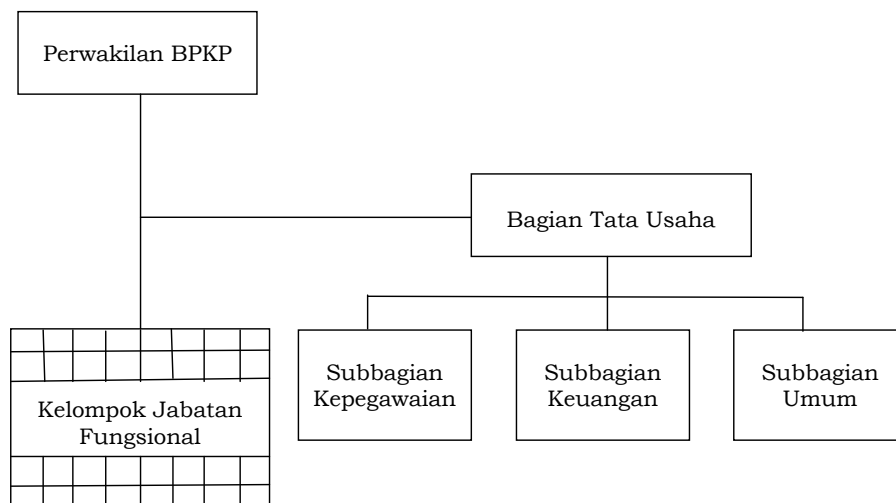 Perwakilan BPKP
Bagian Tata Usaha
Subbagian
Kepegawaian
Subbagian
Keuangan
Subbagian
Umum
Kelompok Jabatan
Fungsional